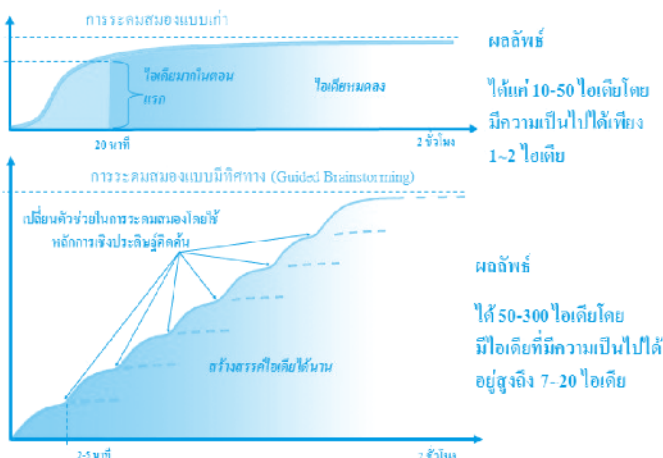 การระดมสมองแบบเก่า
ผลลัพธ์
ไอเดียมากในตอน
แรก
ไอเดียหมดลง
ได้แค่ 10-50 ไอเดียโดย
มีความเป็นไปได้เพียง
1~2 ไอเดีย
20 นาที
2 ชั่วโมง
การระดมสมองแบบมีทิศทาง (Guided Brainstorming)
เปลี่ยนตัวช่วยในการระดมสมองโดยใช้
หลักการเชิงประดิษฐ์คิดค้น
ผลลัพธ์
ได้ 50-300 ไอเดียโดย
มีไอเดียที่มีความเป็นไปได้
อยู่สูงถึง 7~20 ไอเดีย
สร้างสรรค์ไอเดียได้นาน
2-5 นาที
2 ชั่วโมง